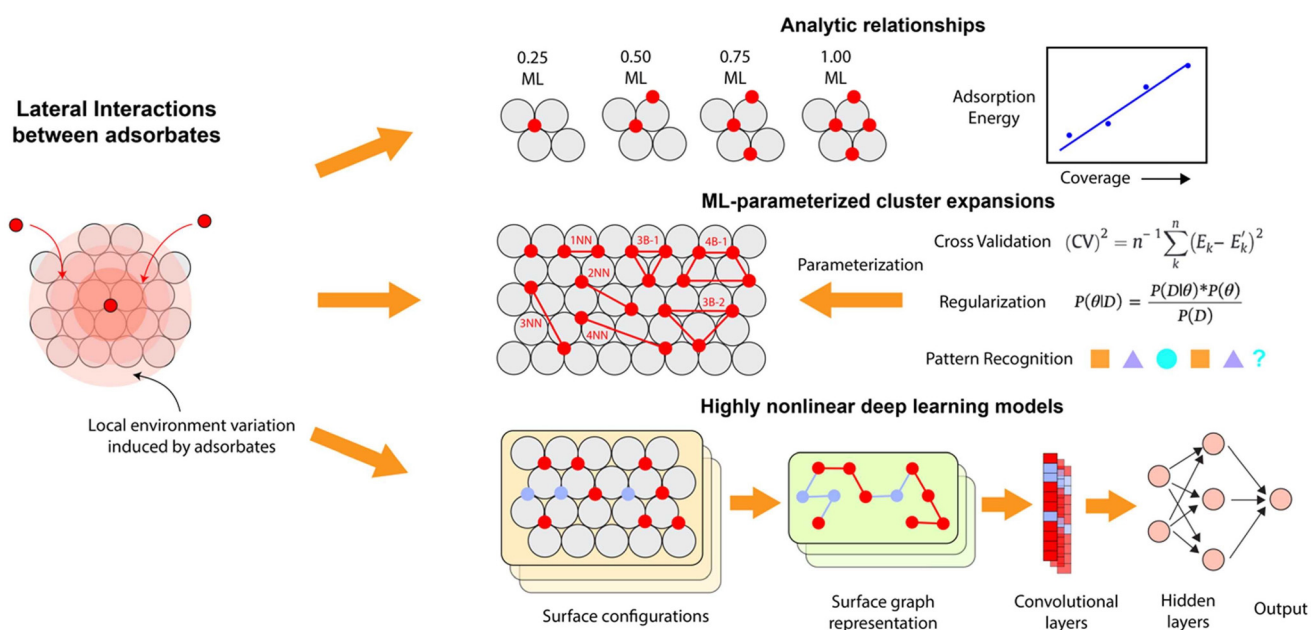 Lateral Interactions
between adsorbates
Local environment variation
induced by adsorbates
Analytic relationships
0.25
ML
0.50
ML
0.75
ML
1.00
ML
Adsorption
Energy
Coverage
ML-parameterized cluster expansions
1NN
3B-1
4B-1
2NN
3B-2
3NN
4NN
Parameterization
Cross Validation (CV)² = n⁻¹ ∑ₖⁿ (Eₖ − E′ₖ)²
Regularization P(θ|D) = P(D|θ)*P(θ) / P(D)
Pattern Recognition ?
Highly nonlinear deep learning models
Surface configurations
Surface graph
representation
Convolutional
layers
Hidden
layers
Output